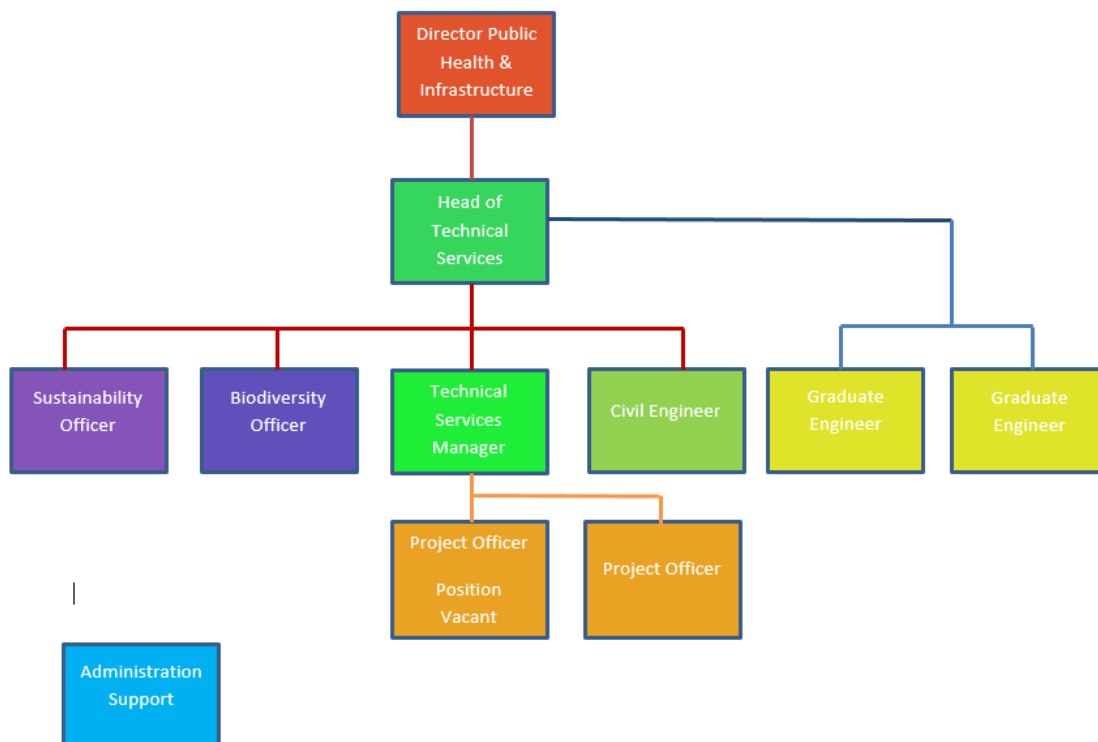 Director Public
Health &
Infrastructure
Head of
Technical
Services
Sustainability
Officer
Biodiversity
Officer
Technical
Services
Manager
Civil Engineer
Graduate
Engineer
Graduate
Engineer
Project Officer
Position
Vacant
Project Officer
Administration
Support